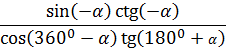 sin(−α) ctg(−α)
cos(360⁰ − α) tg(180⁰ + α)